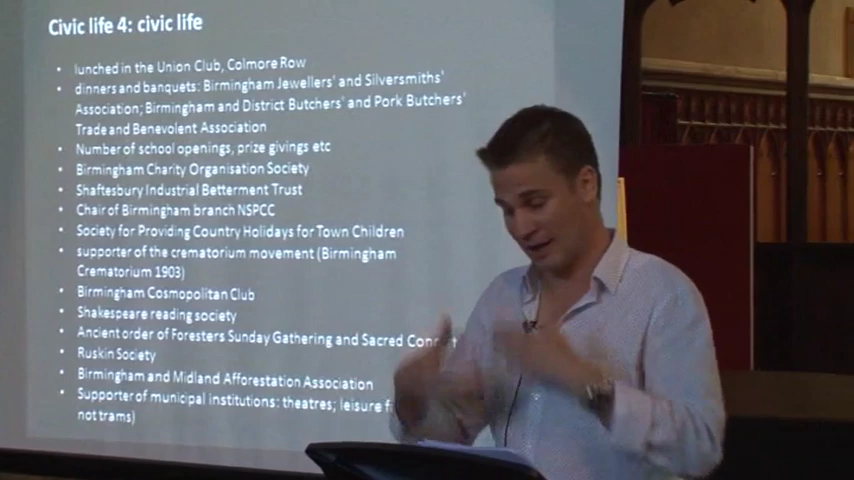 Civic life 4: civic life
• lunched in the Union Club, Colmore Row
• dinners and banquets: Birmingham Jewellers' and Silversmiths'
Association; Birmingham and District Butchers' and Pork Butchers'
Trade and Benevolent Association
• Number of school openings, prize givings etc
• Birmingham Charity Organisation Society
• Shaftesbury Industrial Betterment Trust
• Chair of Birmingham branch NSPCC
• Society for Providing Country Holidays for Town Children
• supporter of the crematorium movement (Birmingham
Crematorium 1903)
• Birmingham Cosmopolitan Club
• Shakespeare reading society
• Ancient order of Foresters Sunday Gathering and Sacred
• Ruskin Society
• Birmingham and Midland Afforestation Association
• Supporter of municipal institutions: theatres; leisure
not trams)